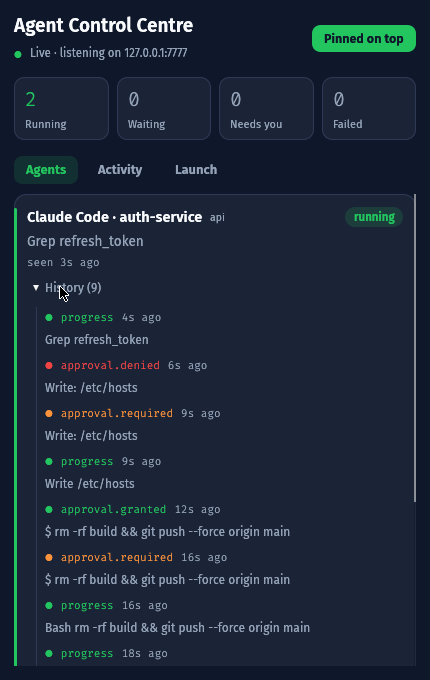 Agent Control Centre
Live · listening on 127.0.0.1:7777
Pinned on top
2 0 0 0
Running Waiting Needs you Failed
Agents Activity Launch
Claude Code · auth-service api running
Grep refresh_token
seen 3s ago
▼ History (9)
progress 4s ago
Grep refresh_token
approval.denied 6s ago
Write: /etc/hosts
approval.required 9s ago
Write: /etc/hosts
progress 9s ago
Write /etc/hosts
approval.granted 12s ago
$ rm -rf build && git push --force origin main
approval.required 16s ago
$ rm -rf build && git push --force origin main
progress 16s ago
Bash rm -rf build && git push --force origin main
progress 18s ago